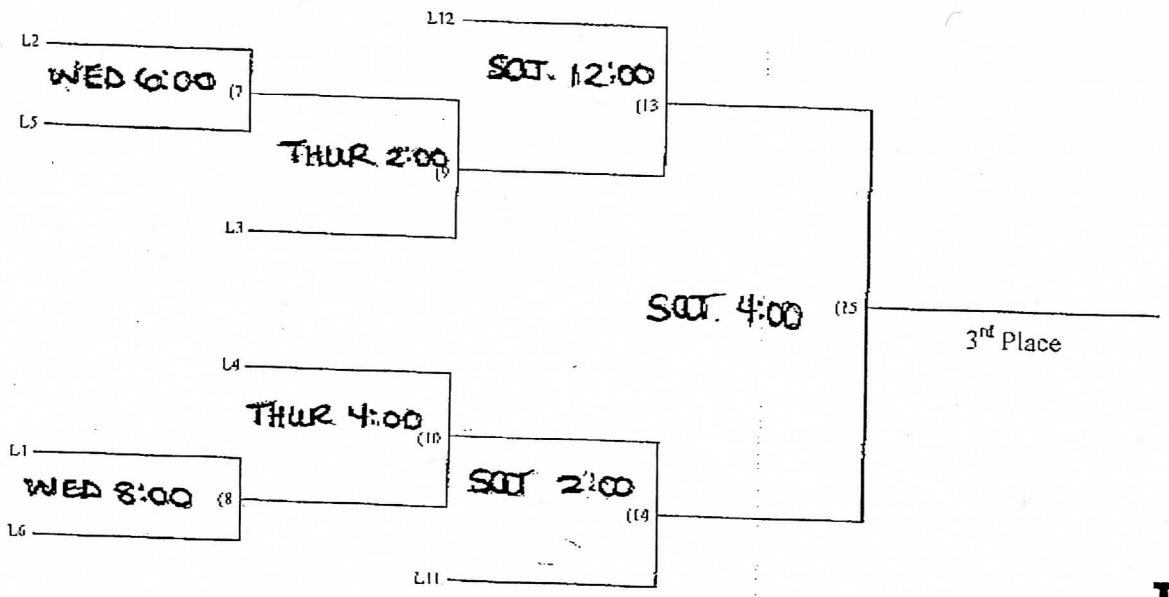 L12
L2
WED 6:00 (7
SAT. 12:00 (13
L5
THUR 2:00 (9
L3
SAT. 4:00 (15
3rd Place
L4
THUR 4:00 (10
L1
WED 8:00 (8
SAT 2:00 (14
L6
L11